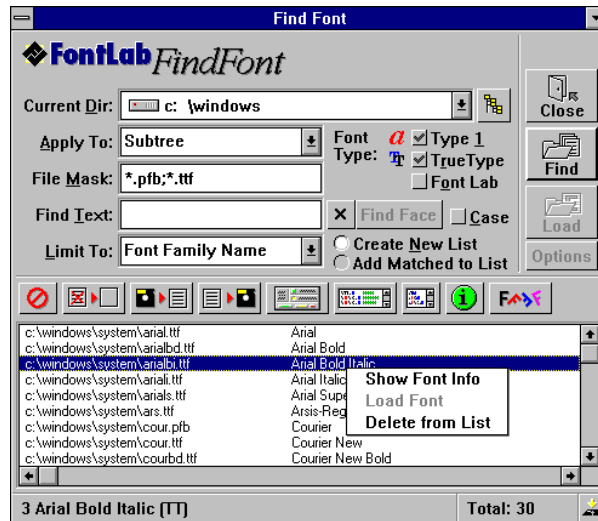 Find Font
FontLab FindFont
Current Dir: c: \windows
Close
Apply To: Subtree
Font Type: Type 1
TrueType
Font Lab
Find
File Mask: *.pfb;*.ttf
Find Text: Find Face Case
Load
Limit To: Font Family Name
Create New List
Add Matched to List
Options
c:\windows\system\arial.ttf Arial
c:\windows\system\arialbd.ttf Arial Bold
c:\windows\system\arialbi.ttf Arial Bold Italic
c:\windows\system\ariali.ttf Arial Italic
c:\windows\system\arials.ttf Arial Supe
c:\windows\system\ars.ttf Arsis-Reg
c:\windows\system\cour.pfb Courier
c:\windows\system\cour.ttf Courier New
c:\windows\system\courbd.ttf Courier New Bold
Show Font Info
Load Font
Delete from List
3 Arial Bold Italic (TT) Total: 30